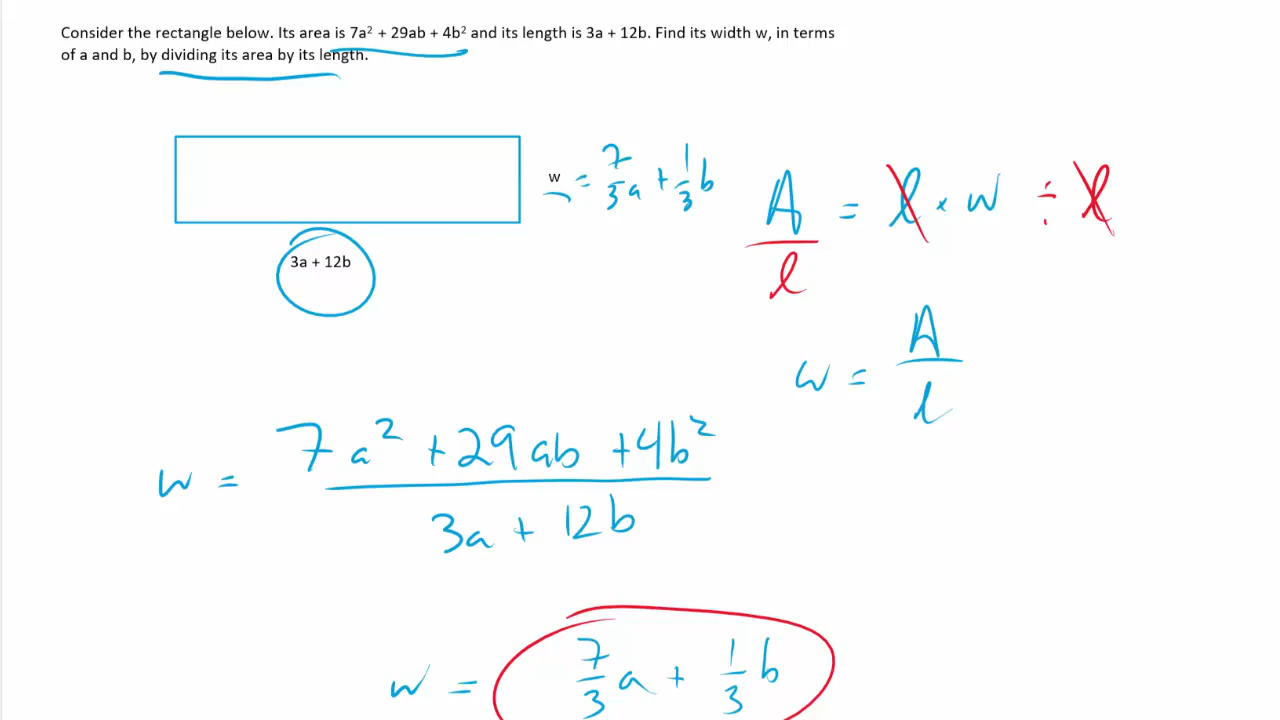 Consider the rectangle below. Its area is 7a² + 29ab + 4b² and its length is 3a + 12b. Find its width w, in terms
of a and b, by dividing its area by its length.
w = 7/3 a + 1/3 b
A/l = l × w ÷ l
3a + 12b
w = A/l
w = (7a² + 29ab + 4b²)/(3a + 12b)
w = 7/3 a + 1/3 b